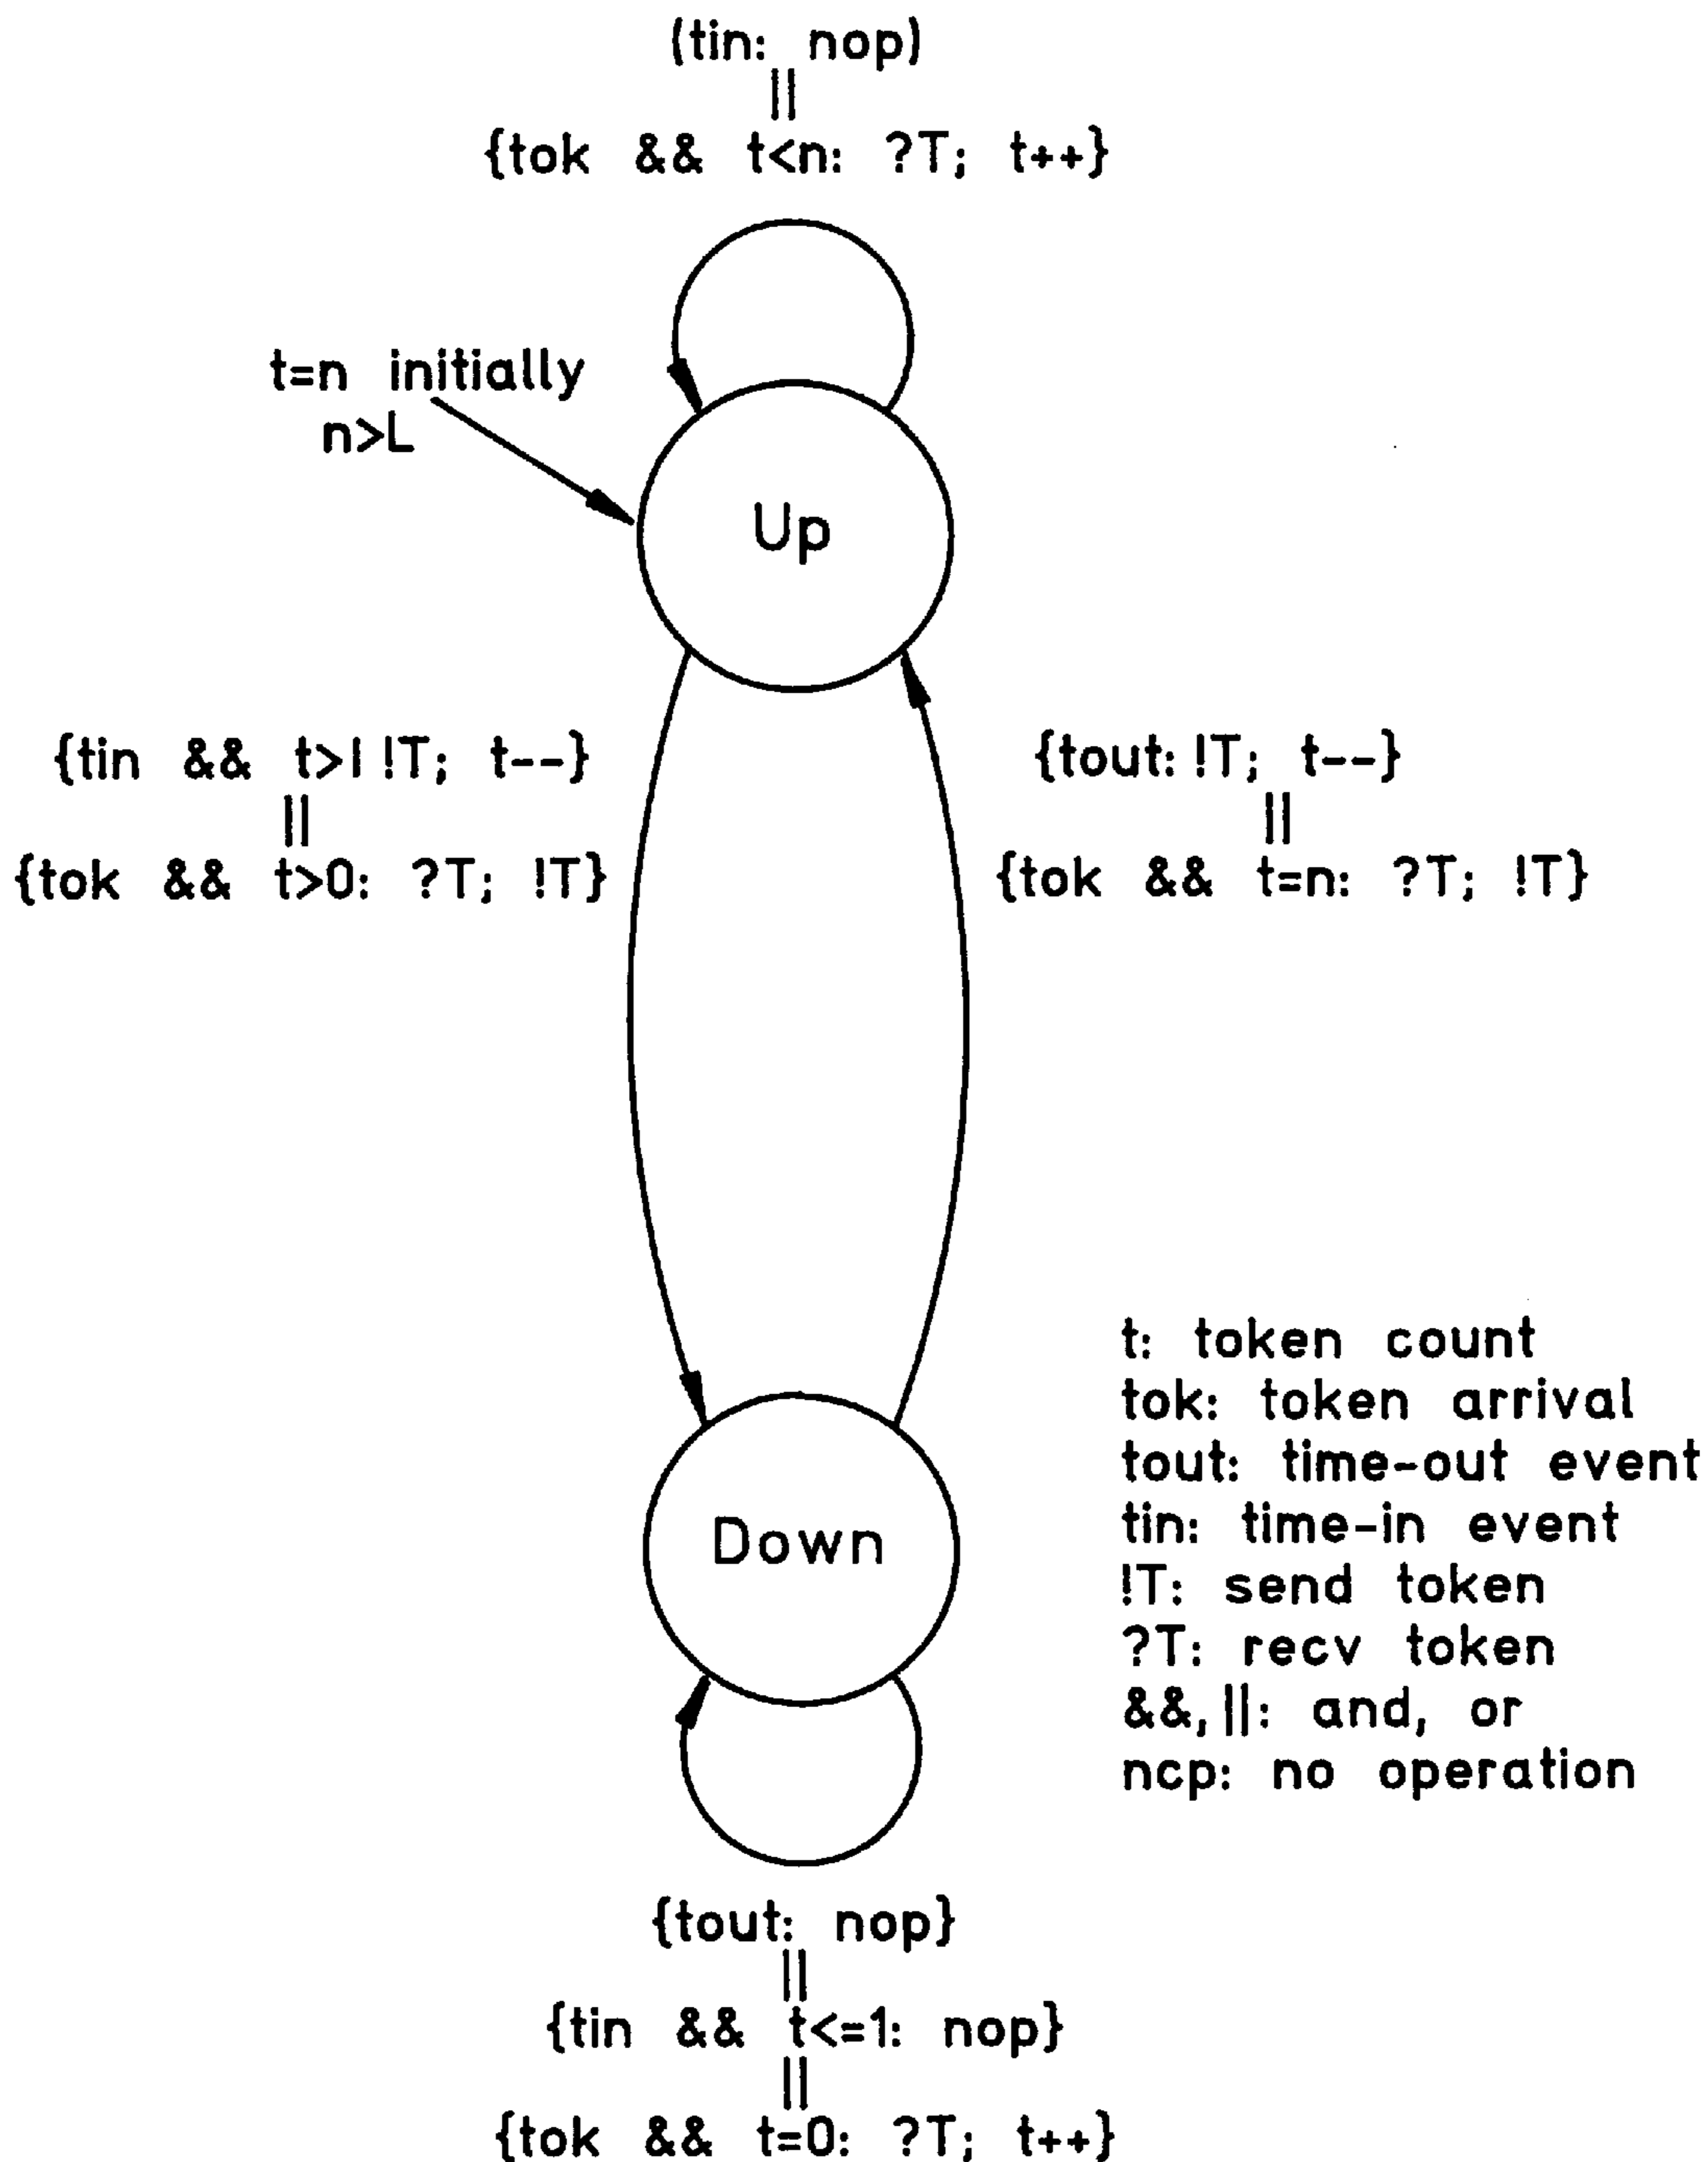 (tin: nop)
||
{tok && t<n: ?T; t++}
t=n initially
n>L
Up
{tin && t>1 !T; t--}
||
{tok && t>0: ?T; !T}
{tout: !T; t--}
||
{tok && t=n: ?T; !T}
Down
t: token count
tok: token arrival
tout: time-out event
tin: time-in event
!T: send token
?T: recv token
&&,||: and, or
ncp: no operation
{tout: nop}
||
{tin && t<=1: nop}
||
{tok && t=0: ?T; t++}